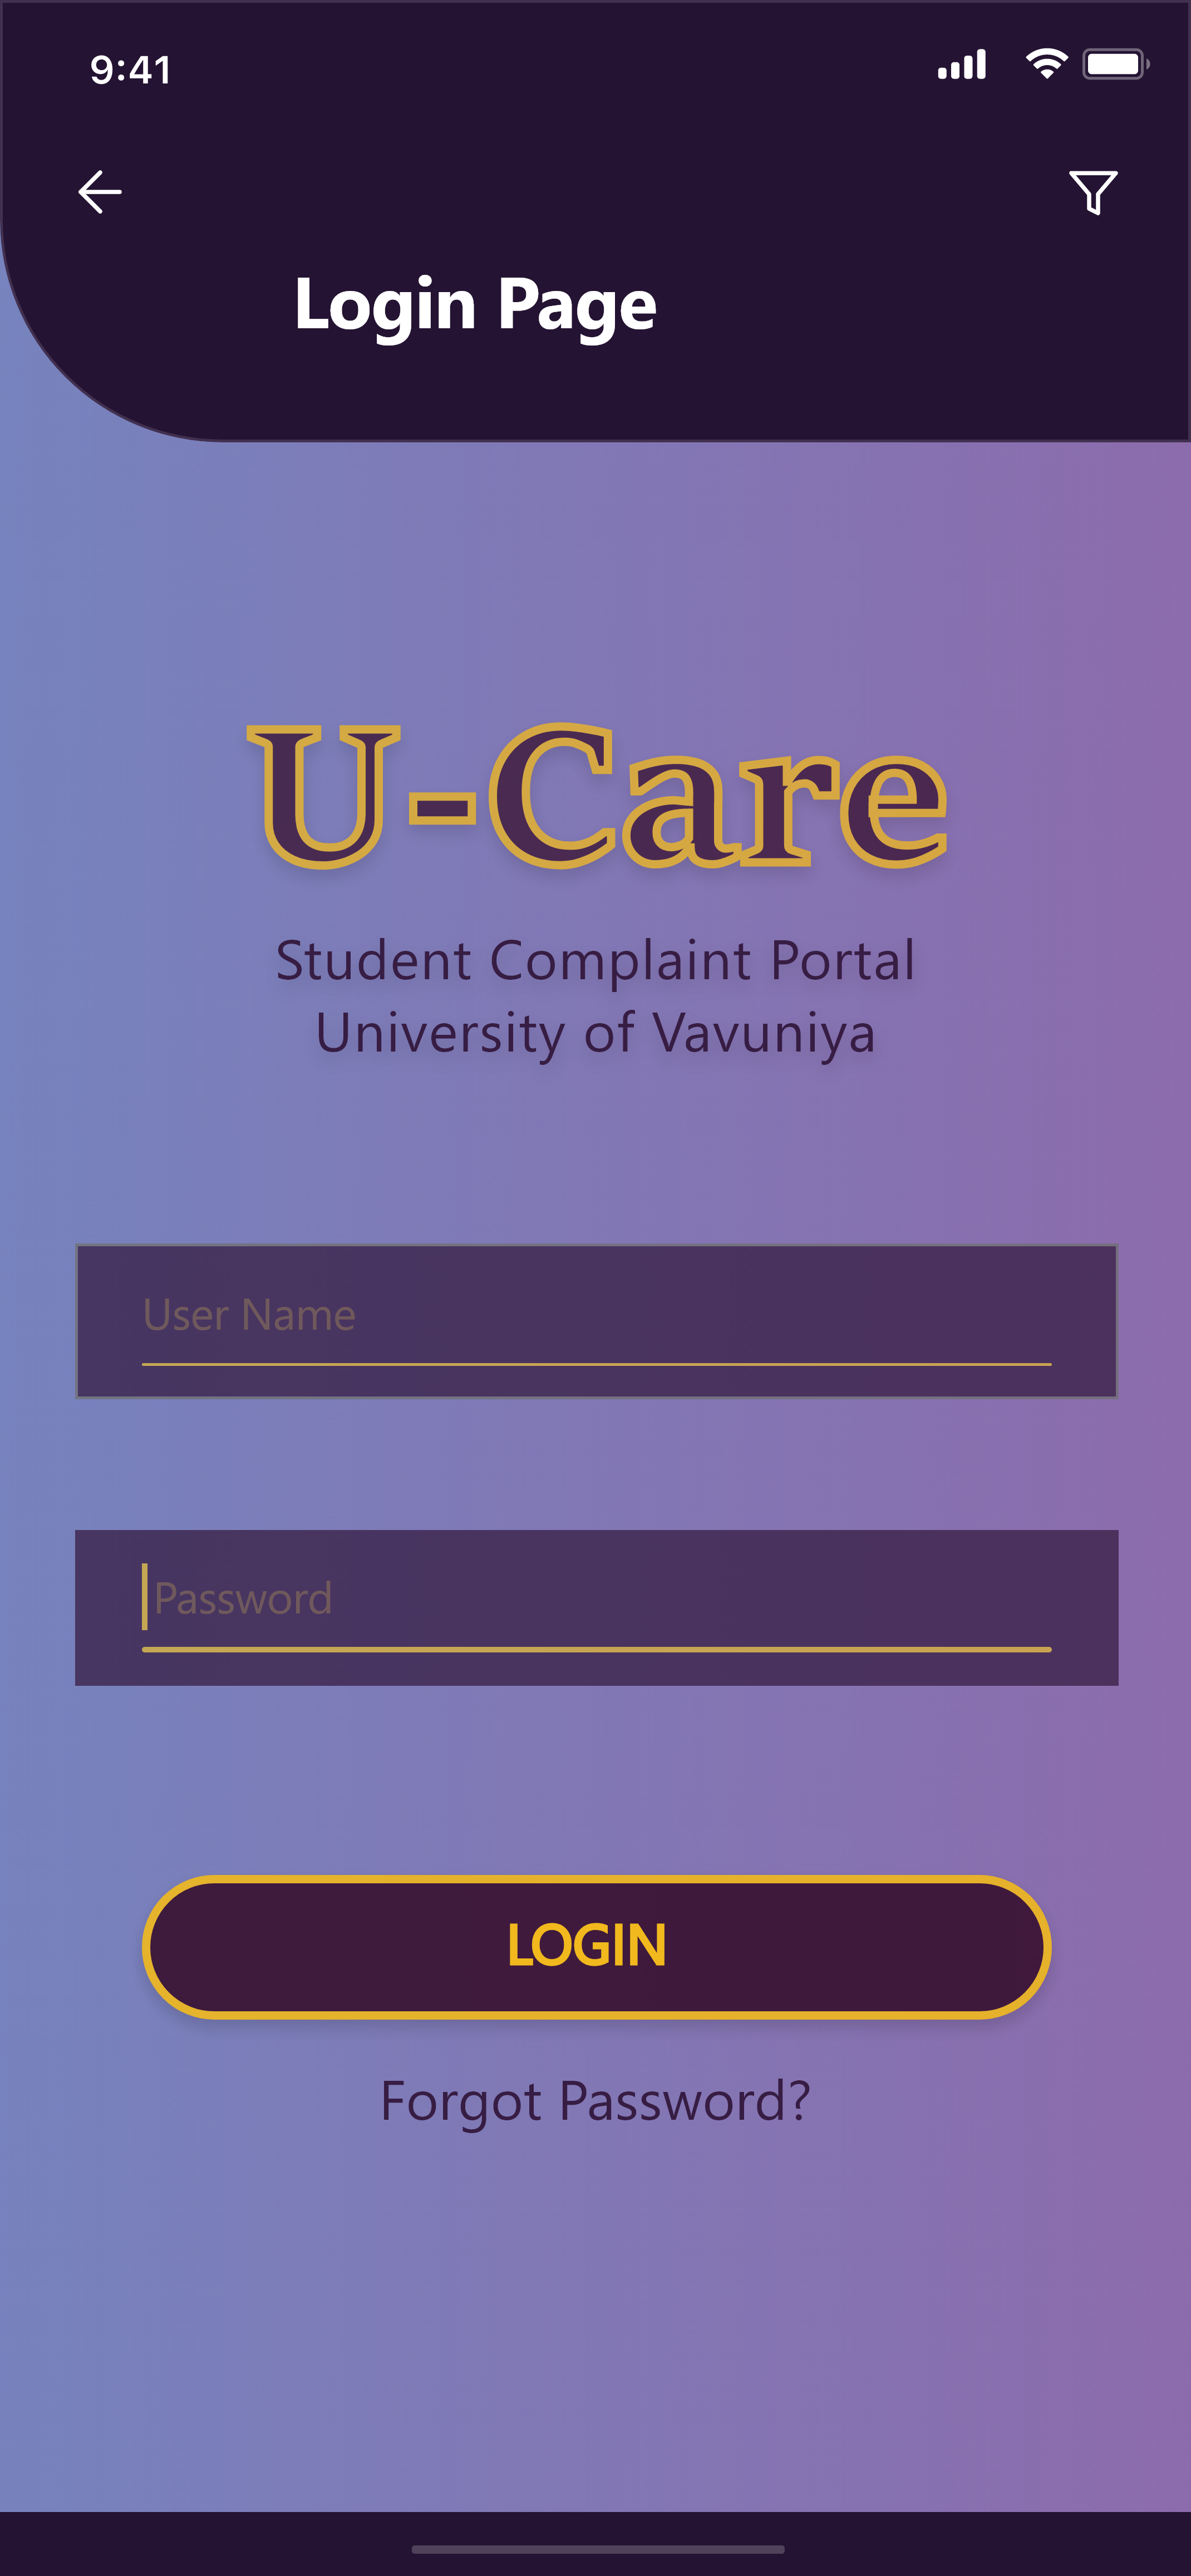 9:41
Login Page
U-Care
Student Complaint Portal
University of Vavuniya
User Name
Password
LOGIN
Forgot Password?